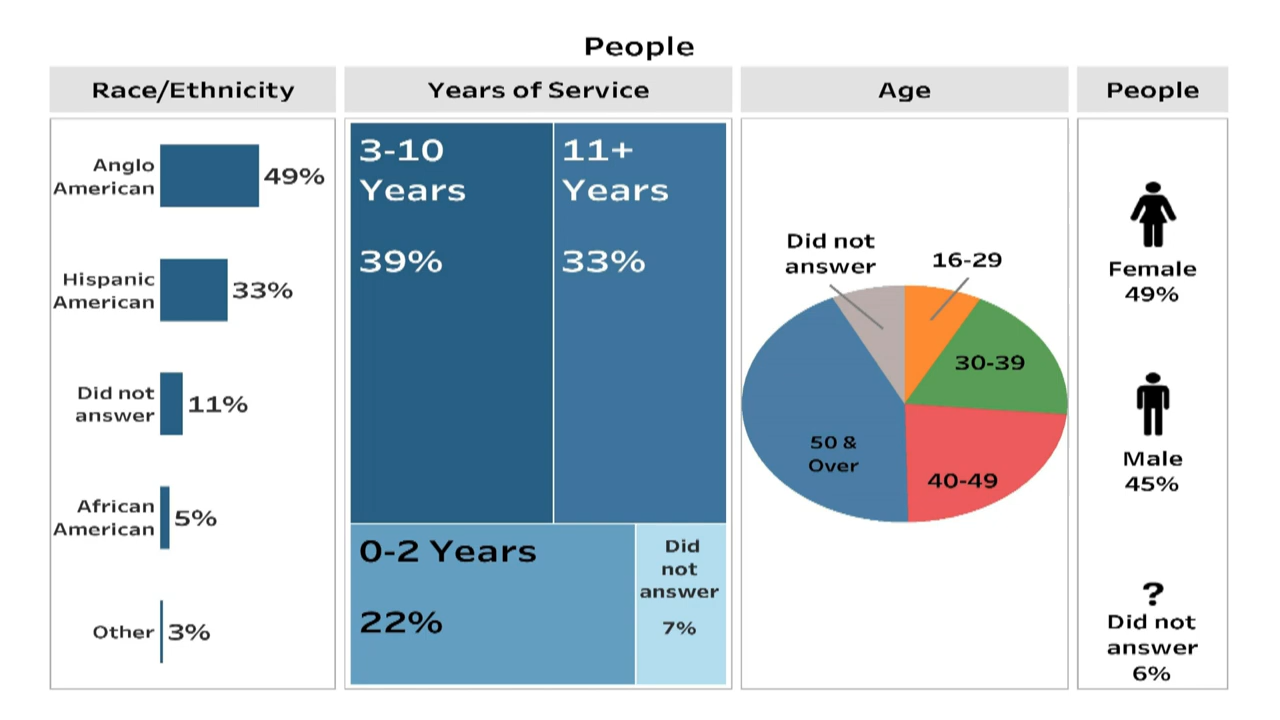 People
Race/Ethnicity
Anglo
American
49%
Hispanic
American
33%
Did not
answer
11%
African
American
5%
Other
3%
Years of Service
3-10
Years
39%
11+
Years
33%
0-2 Years
22%
Did
not
answer
7%
Age
Did not
answer
16-29
30-39
40-49
50 &
Over
People
Female
49%
Male
45%
?
Did not
answer
6%